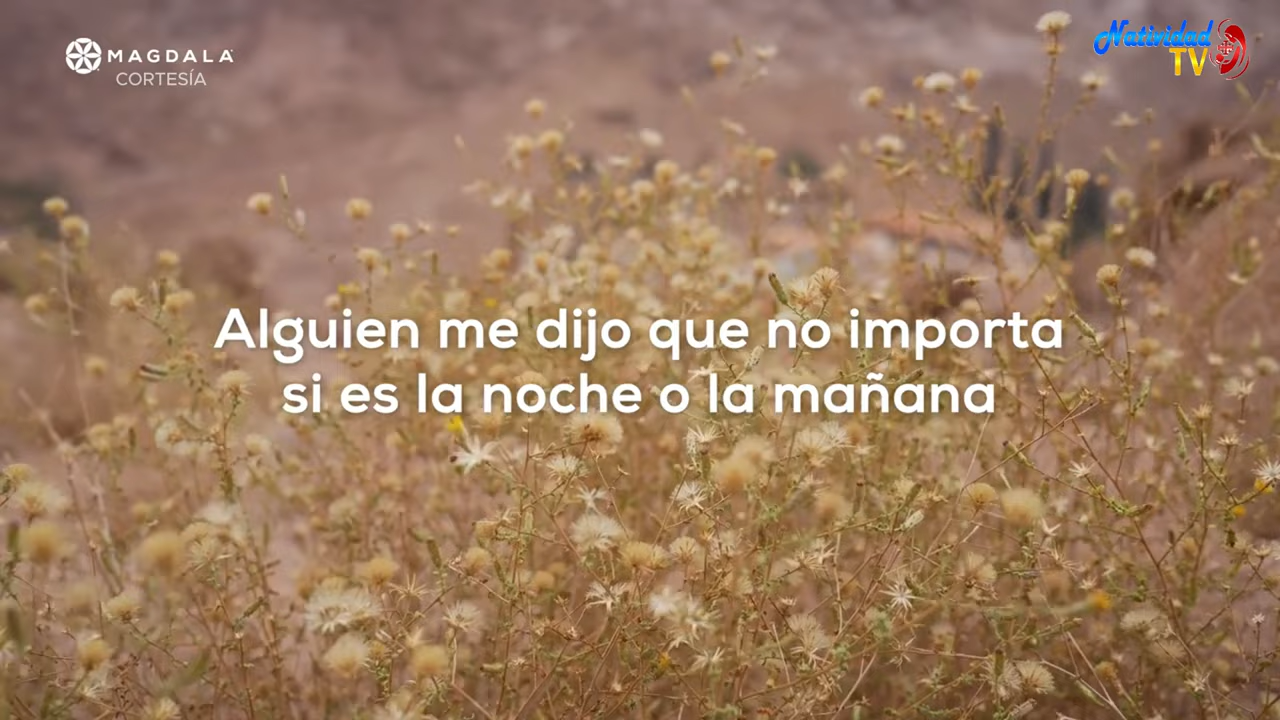 MAGDALA
CORTESÍA
Natividad
TV
Alguien me dijo que no importa
si es la noche o la mañana